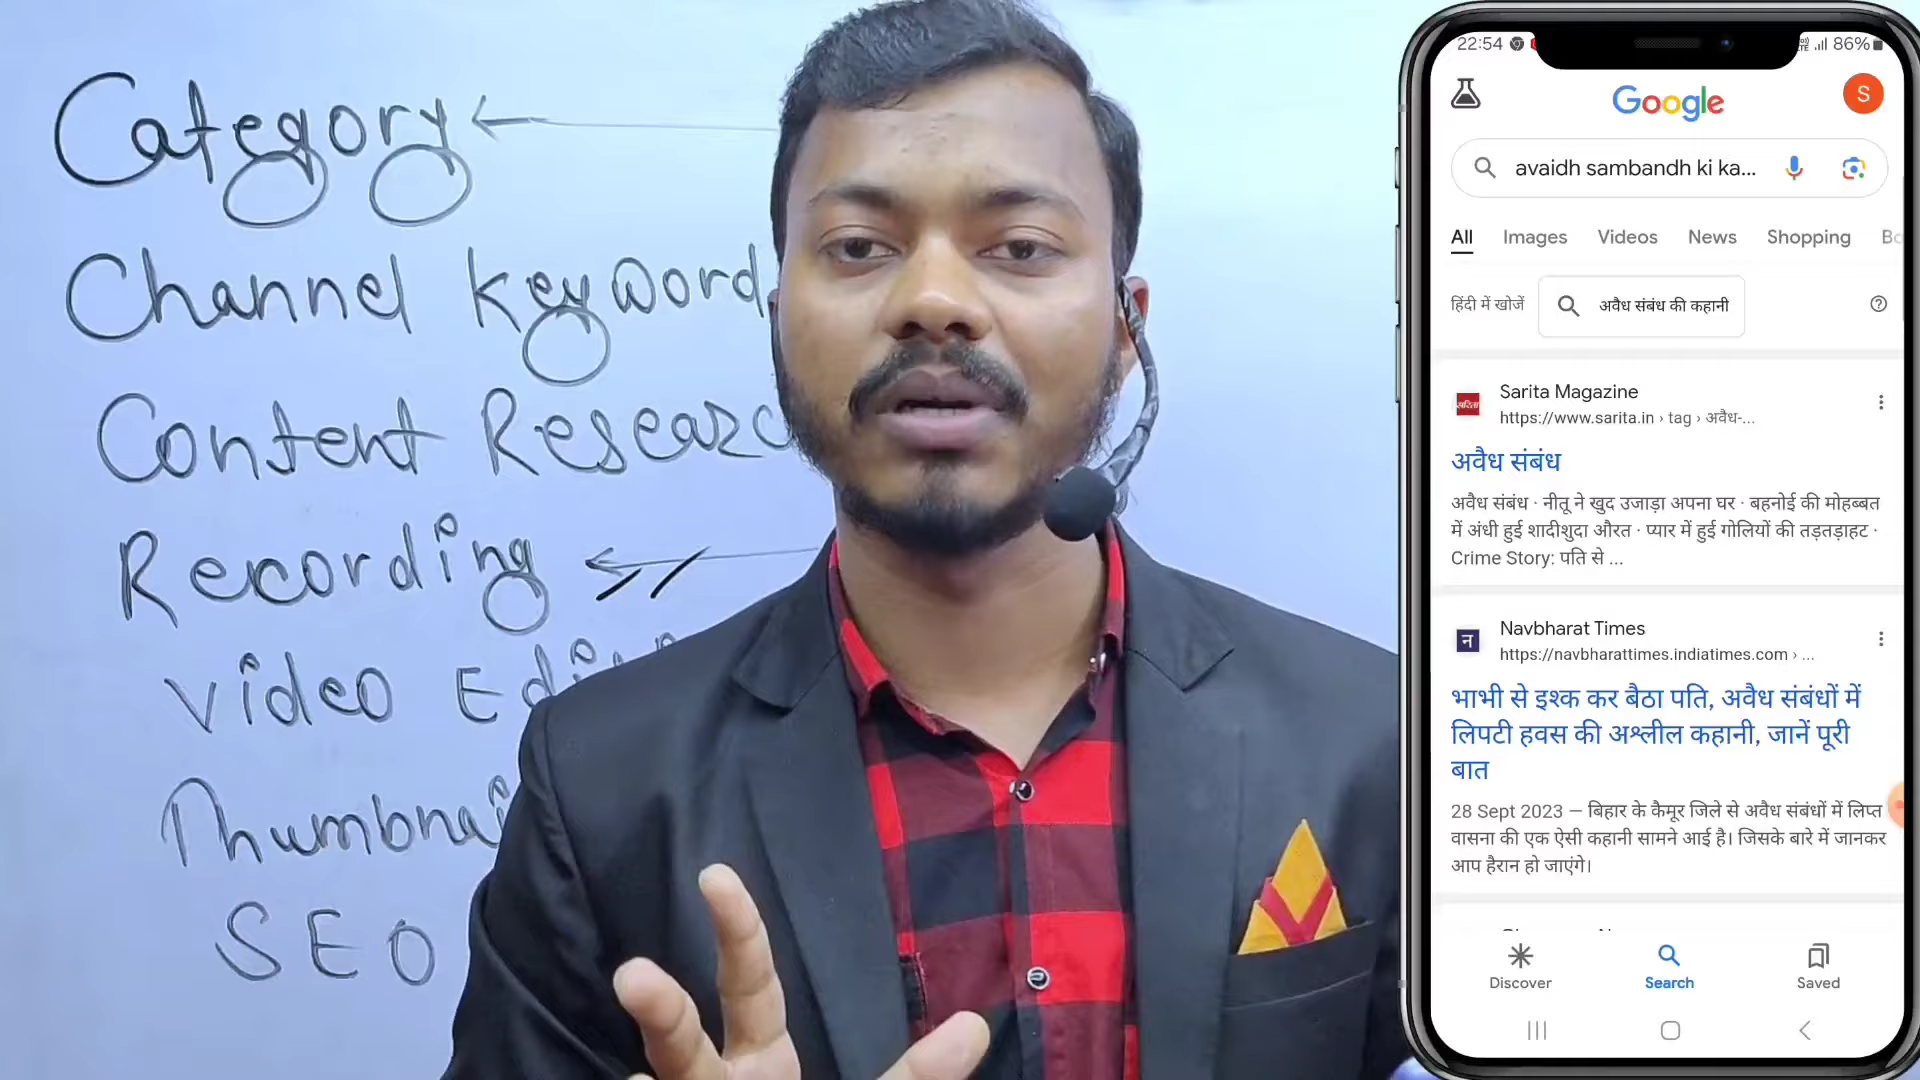 Category
Channel Keyword
Content Researc
Recording
Video Edi
Thumbnai
SEO
22:54
86%
Google
S
avaidh sambandh ki ka...
All Images Videos News Shopping
हिंदी में खोजें
अवैध संबंध की कहानी
सरिता
Sarita Magazine
https://www.sarita.in › tag › अवैध-...
अवैध संबंध
अवैध संबंध · नीतू ने खुद उजाड़ा अपना घर · बहनोई की मोहब्बत
में अंधी हुई शादीशुदा औरत · प्यार में हुई गोलियों की तड़तड़ाहट ·
Crime Story: पति से ...
न
Navbharat Times
https://navbharattimes.indiatimes.com › ...
भाभी से इश्क कर बैठा पति, अवैध संबंधों में
लिपटी हवस की अश्लील कहानी, जानें पूरी
बात
28 Sept 2023 — बिहार के कैमूर जिले से अवैध संबंधों में लिप्त
वासना की एक ऐसी कहानी सामने आई है। जिसके बारे में जानकर
आप हैरान हो जाएंगे।
Discover Search Saved